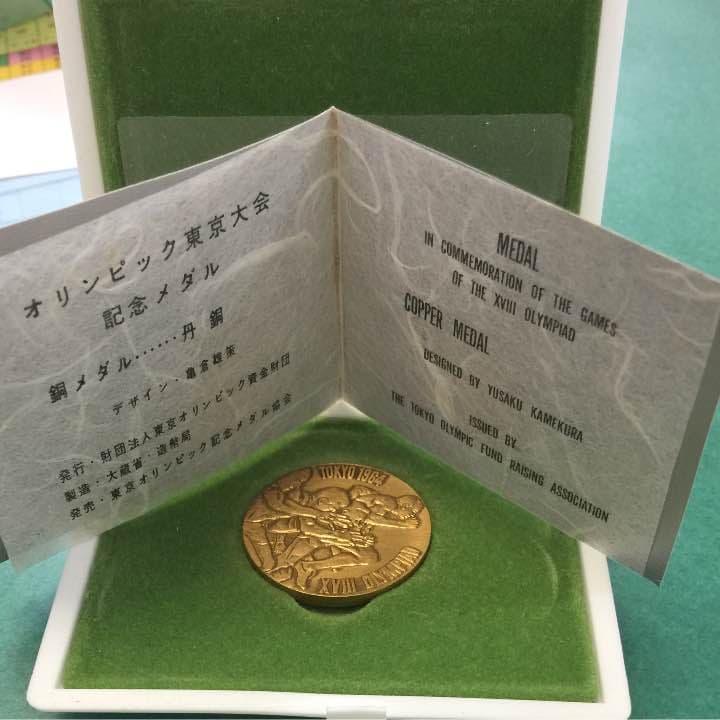 オリンピック東京大会
記念メダル
銅メダル……丹銅
デザイン・亀倉雄策
発行・財団法人東京オリンピック資金財団
製造・大蔵省・造幣局
発売・東京オリンピック記念メダル協会
MEDAL
IN COMMEMORATION OF THE GAMES
OF THE XVIII OLYMPIAD
COPPER MEDAL
DESIGNED BY YUSAKU KAMEKURA
ISSUED BY
THE TOKYO OLYMPIC FUND RAISING ASSOCIATION
TOKYO 1964
XVIII OLYMPIAD